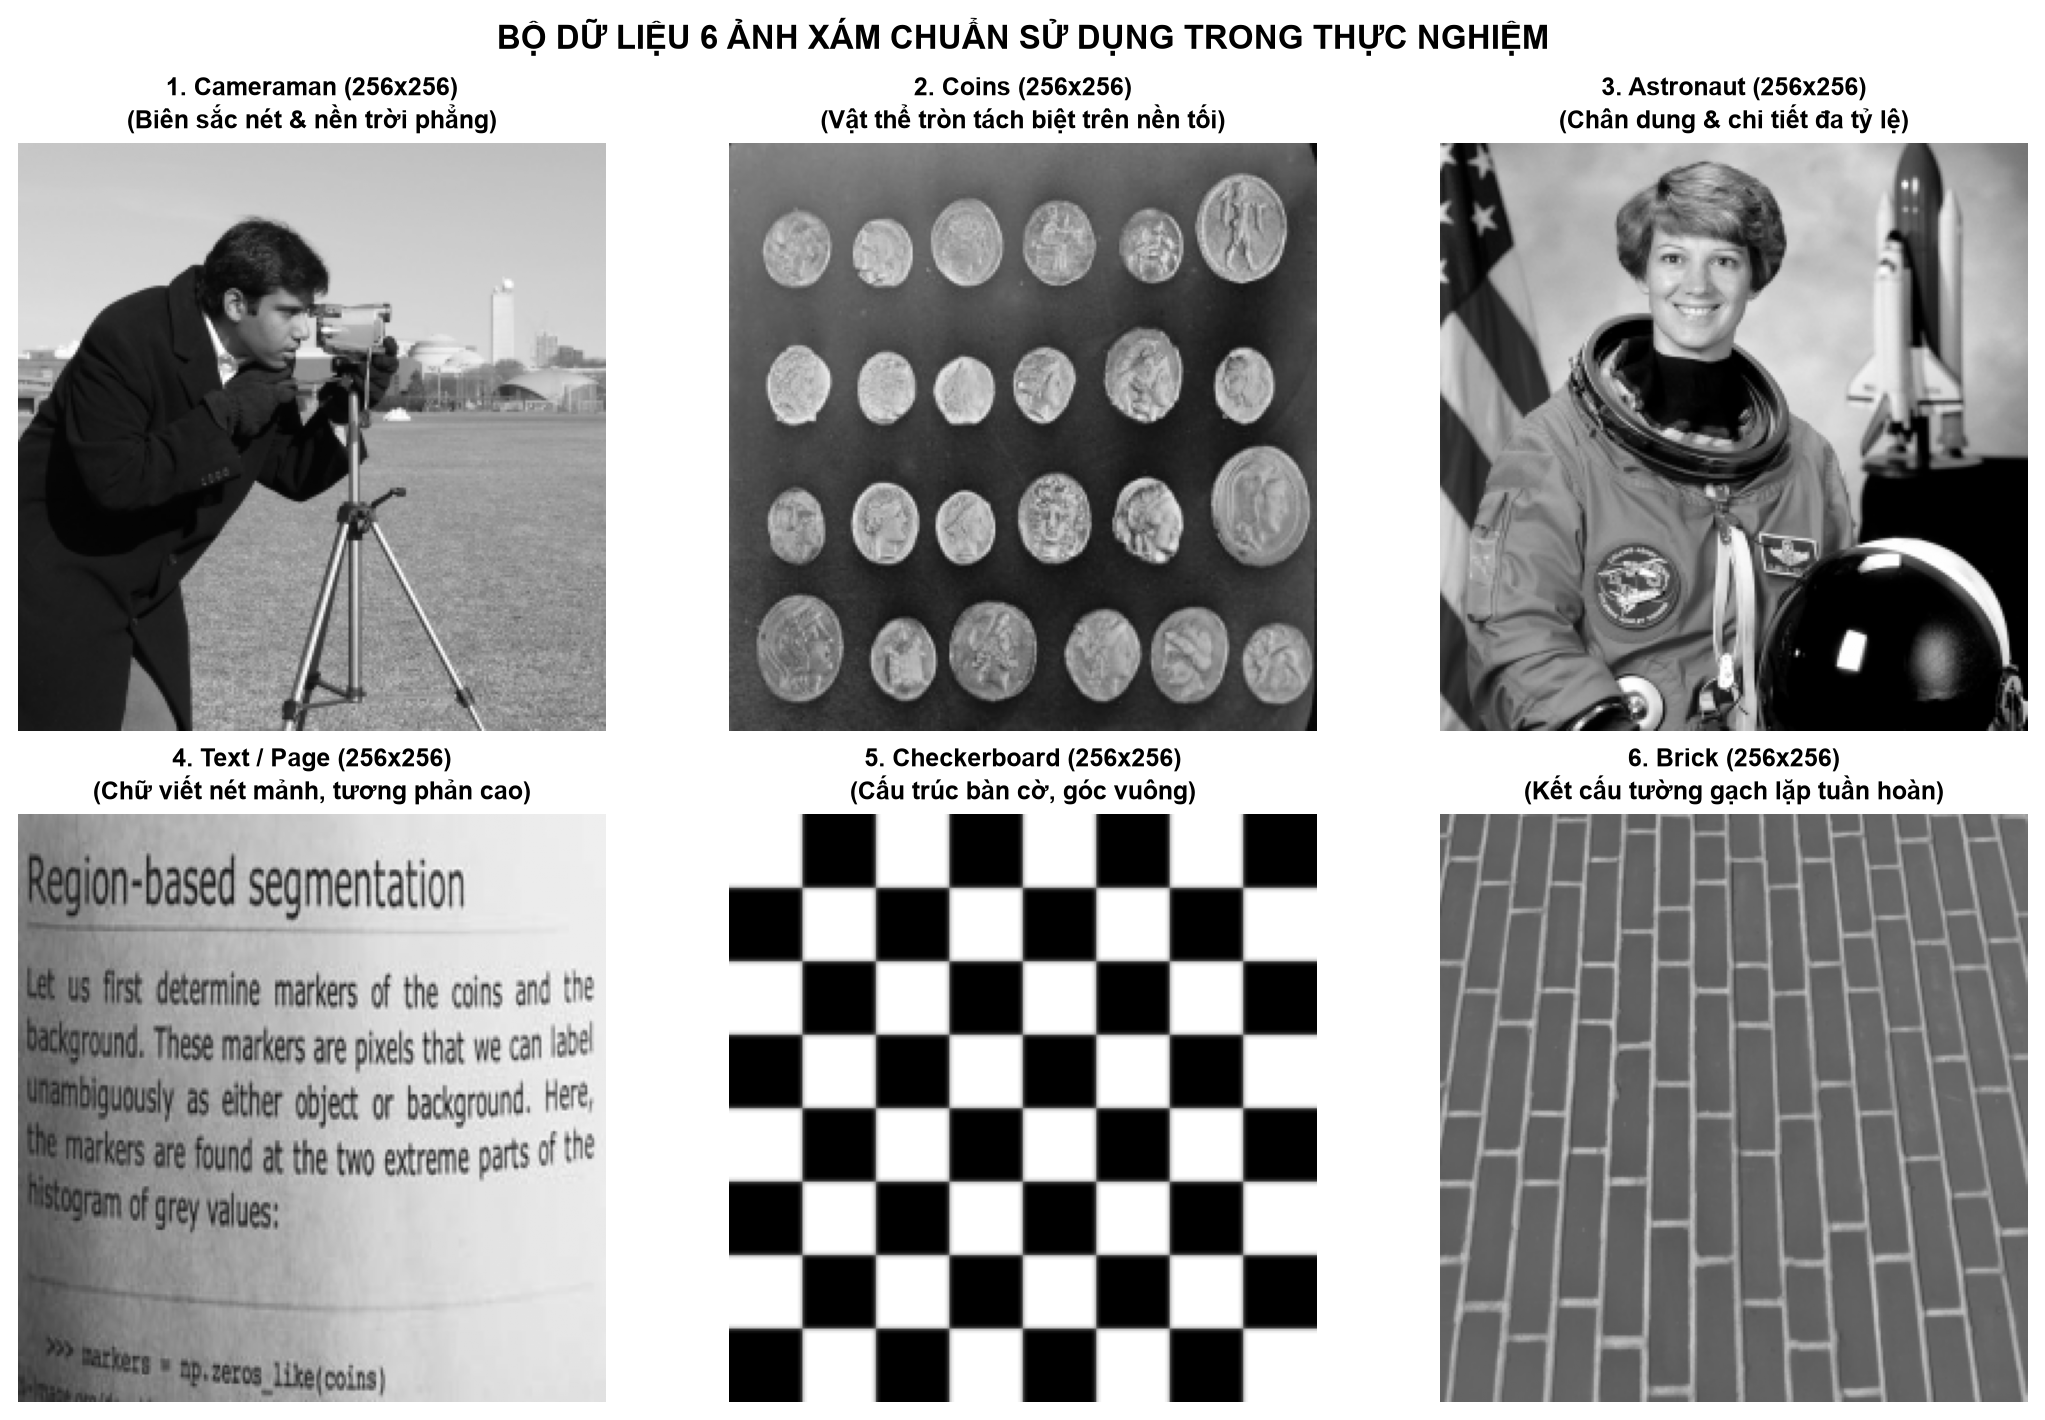 BỘ DỮ LIỆU 6 ẢNH XÁM CHUẨN SỬ DỤNG TRONG THỰC NGHIỆM
1. Cameraman (256x256)
(Biên sắc nét & nền trời phẳng)
2. Coins (256x256)
(Vật thể tròn tách biệt trên nền tối)
3. Astronaut (256x256)
(Chân dung & chi tiết đa tỷ lệ)
4. Text / Page (256x256)
(Chữ viết nét mảnh, tương phản cao)
5. Checkerboard (256x256)
(Cấu trúc bàn cờ, góc vuông)
6. Brick (256x256)
(Kết cấu tường gạch lặp tuần hoàn)
Region-based segmentation
Let us first determine markers of the coins and the
background. These markers are pixels that we can label
unambiguously as either object or background. Here,
the markers are found at the two extreme parts of the
histogram of grey values:
>>> markers = np.zeros_like(coins)